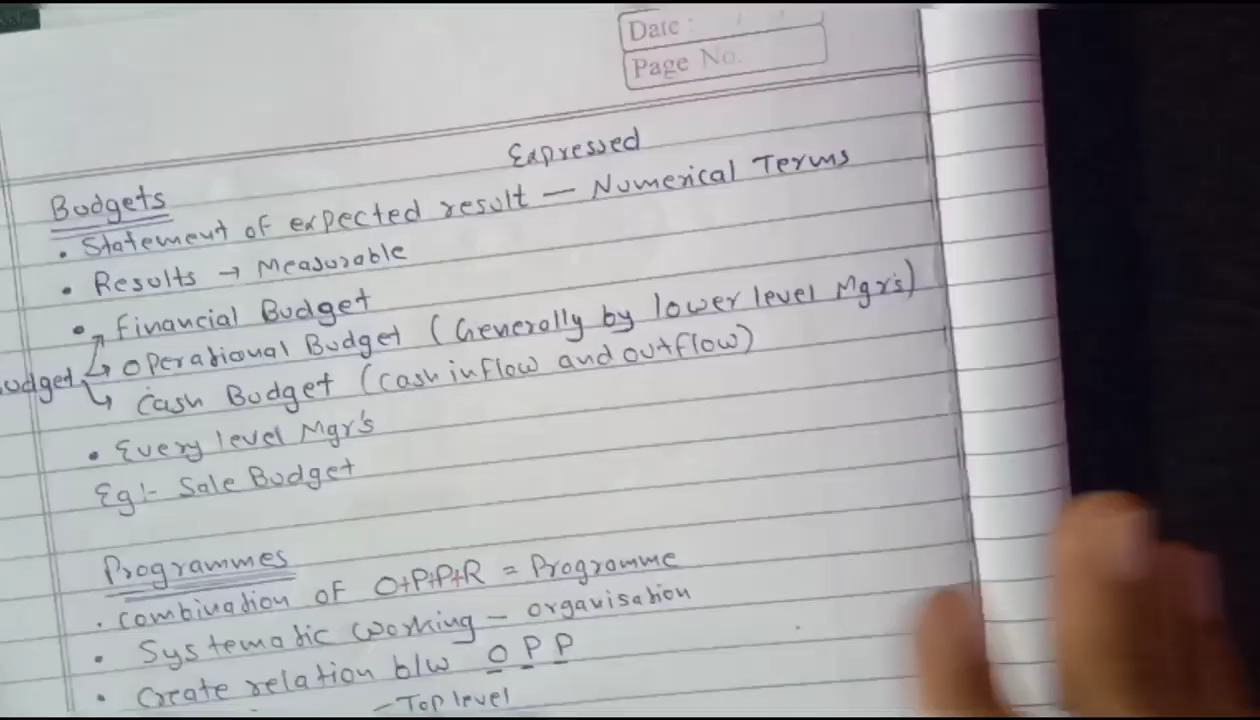 Date :
Page No.
Expressed
Budgets
• Statement of expected result — Numerical Terms
• Results → Measurable
• Financial Budget
Budget → Operational Budget (Generally by lower level Mgr's)
→ Cash Budget (cash inflow and outflow)
• Every level Mgr's
Eg:- Sale Budget
Programmes
• Combination of O+P+P+R = Programme
• Systematic working – organisation
• Create relation b/w O P P
– Top level